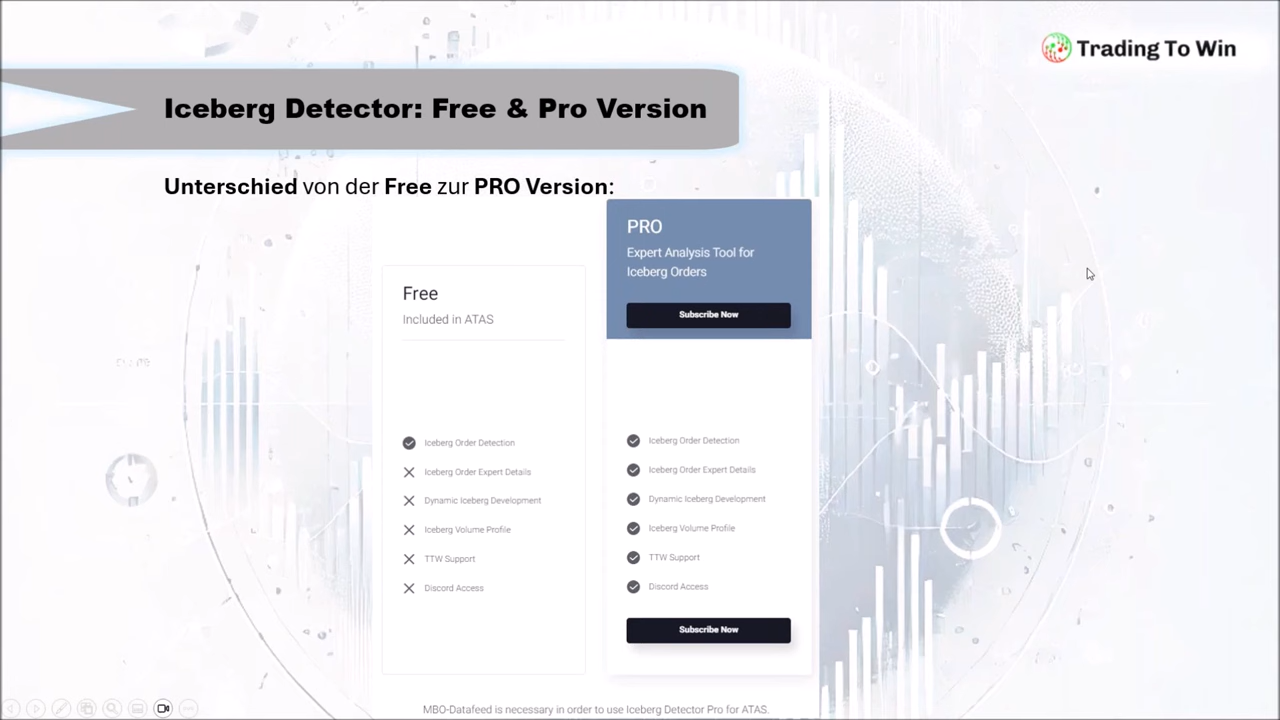 Trading To Win
Iceberg Detector: Free & Pro Version
Unterschied von der Free zur PRO Version:
Free
Included in ATAS
Iceberg Order Detection
Iceberg Order Expert Details
Dynamic Iceberg Development
Iceberg Volume Profile
TTW Support
Discord Access
PRO
Expert Analysis Tool for
Iceberg Orders
Subscribe Now
Iceberg Order Detection
Iceberg Order Expert Details
Dynamic Iceberg Development
Iceberg Volume Profile
TTW Support
Discord Access
Subscribe Now
MBO-Datafeed is necessary in order to use Iceberg Detector Pro for ATAS.